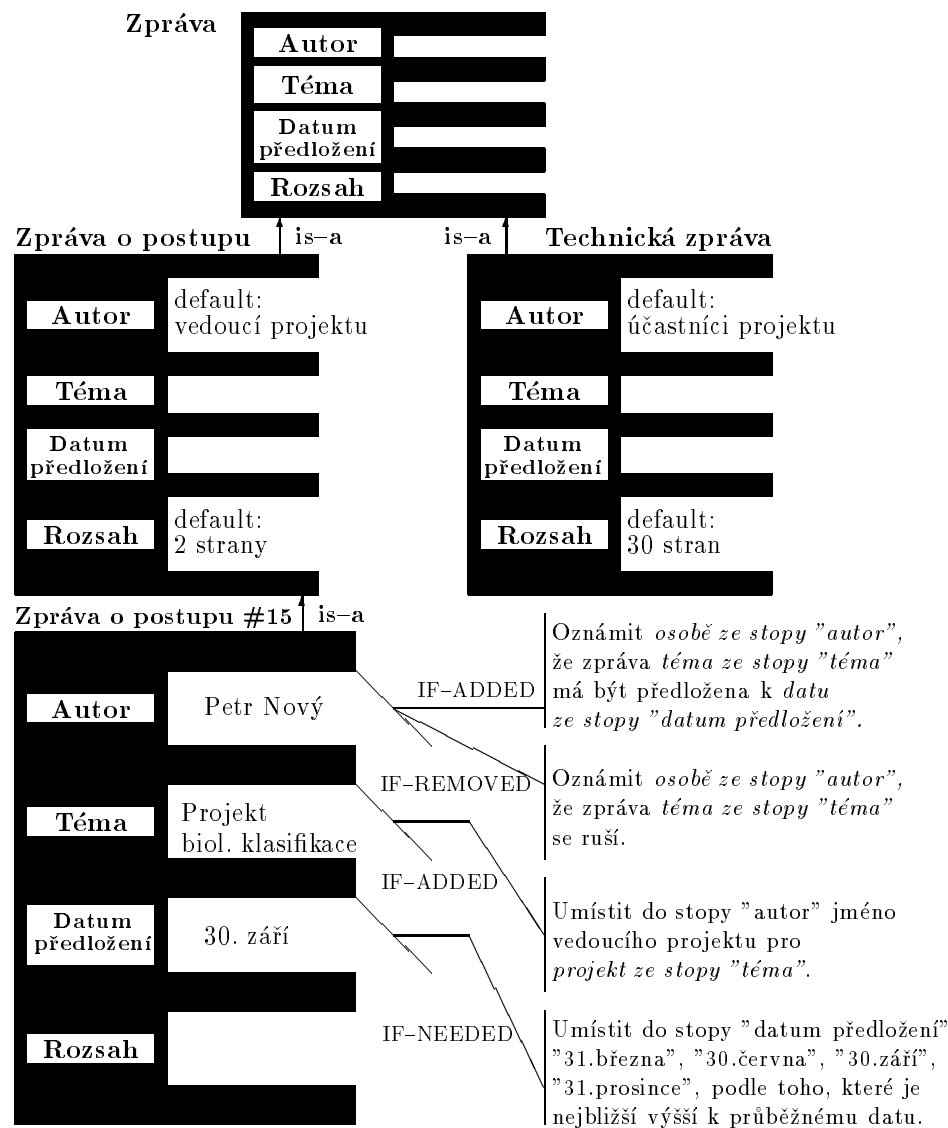 Zpráva
Autor
Téma
Datum
předložení
Rozsah
is–a
is–a
Zpráva o postupu
Autor
default:
vedoucí projektu
Téma
Datum
předložení
Rozsah
default:
2 strany
Technická zpráva
Autor
default:
účastníci projektu
Téma
Datum
předložení
Rozsah
default:
30 stran
Zpráva o postupu #15
is–a
Autor
Petr Nový
Téma
Projekt
biol. klasifikace
Datum
předložení
30. září
Rozsah
IF–ADDED
Oznámit osobě ze stopy ”autor”,
že zpráva téma ze stopy ”téma”
má být předložena k datu
ze stopy ”datum předložení”.
IF–REMOVED
Oznámit osobě ze stopy ”autor”,
že zpráva téma ze stopy ”téma”
se ruší.
IF–ADDED
Umístit do stopy ”autor” jméno
vedoucího projektu pro
projekt ze stopy ”téma”.
IF–NEEDED
Umístit do stopy ”datum předložení”
”31.března”, ”30.června”, ”30.září”,
”31.prosince”, podle toho, které je
nejbližší výšší k průběžnému datu.